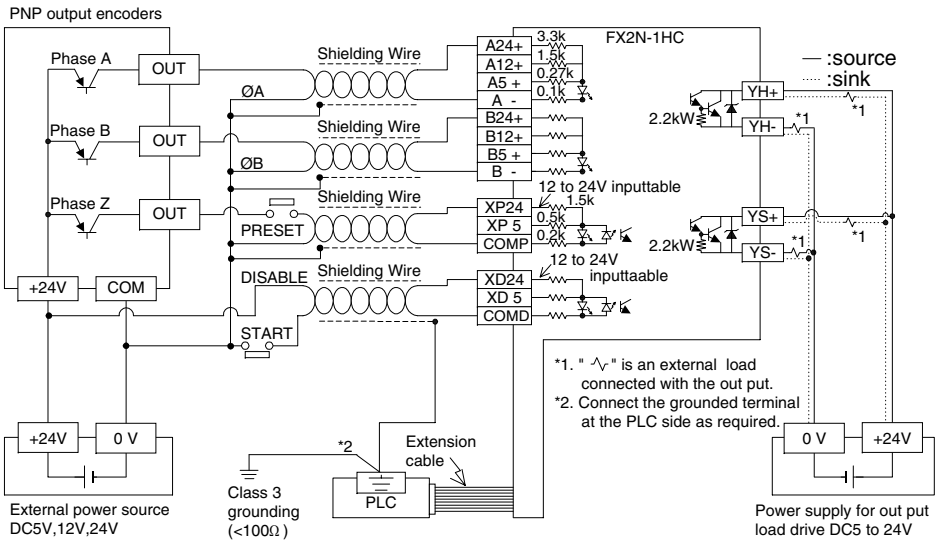 PNP output encoders
Phase A
OUT
Phase B
OUT
Phase Z
OUT
+24V
COM
Shielding Wire
ØA
Shielding Wire
ØB
Shielding Wire
PRESET
DISABLE
Shielding Wire
START
A24+
A12+
A5 +
A -
B24+
B12+
B5 +
B -
XP24
XP 5
COMP
XD24
XD 5
COMD
3.3k
1.5k
0.27k
0.1k
12 to 24V inputtable
1.5k
0.5k
0.2k
12 to 24V
inputtaable
FX2N-1HC
2.2kW
YH+
YH-
2.2kW
YS+
YS-
*1
*1
*1
*1
:source
:sink
*1. " " is an external load
connected with the out put.
*2. Connect the grounded terminal
at the PLC side as required.
+24V
0 V
External power source
DC5V,12V,24V
*2
Class 3
grounding
(<100Ω )
PLC
Extension
cable
0 V
+24V
Power supply for out put
load drive DC5 to 24V